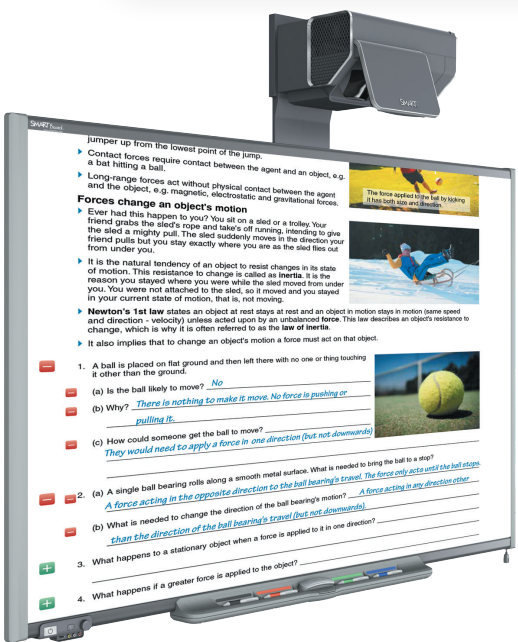 SMART
SMART Board
jumper up from the lowest point of the jump.
Contact forces require contact between the agent and an object, e.g.
a bat hitting a ball.
Long-range forces act without physical contact between the agent
and the object, e.g. magnetic, electrostatic and gravitational forces.
The force applied to the ball by kicking
it has both size and direction.
Forces change an object's motion
Ever had this happen to you? You sit on a sled or a trolley. Your
friend grabs the sled's rope and take's off running, intending to give
the sled a mighty pull. The sled suddenly moves in the direction your
friend pulls but you stay exactly where you are as the sled flies out
from under you.
It is the natural tendency of an object to resist changes in its state
of motion. This resistance to change is called as inertia. It is the
reason you stayed where you were while the sled moved from under
you. You were not attached to the sled, so it moved and you stayed
in your current state of motion, that is, not moving.
Newton's 1st law states an object at rest stays at rest and an object in motion stays in motion (same speed
and direction - velocity) unless acted upon by an unbalanced force. This law describes an object's resistance to
change, which is why it is often referred to as the law of inertia.
It also implies that to change an object's motion a force must act on that object.
1. A ball is placed on flat ground and then left there with no one or thing touching
it other than the ground.
(a) Is the ball likely to move? No
(b) Why? There is nothing to make it move. No force is pushing or
pulling it.
(c) How could someone get the ball to move?
They would need to apply a force in one direction (but not downwards)
2. (a) A single ball bearing rolls along a smooth metal surface. What is needed to bring the ball to a stop?
A force acting in the opposite direction to the ball bearing's travel. The force only acts until the ball stops.
(b) What is needed to change the direction of the ball bearing's motion? A force acting in any direction other
than the direction of the ball bearing's travel (but not downwards).
3. What happens to a stationary object when a force is applied to it in one direction?
4. What happens if a greater force is applied to the object?